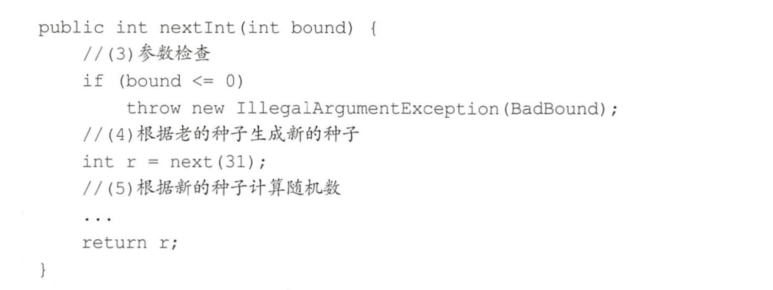 public int nextInt(int bound) {
//(3)参数检查
if (bound <= 0)
throw new IllegalArgumentException(BadBound);
//(4)根据老的种子生成新的种子
int r = next(31);
//(5)根据新的种子计算随机数
...
return r;
}